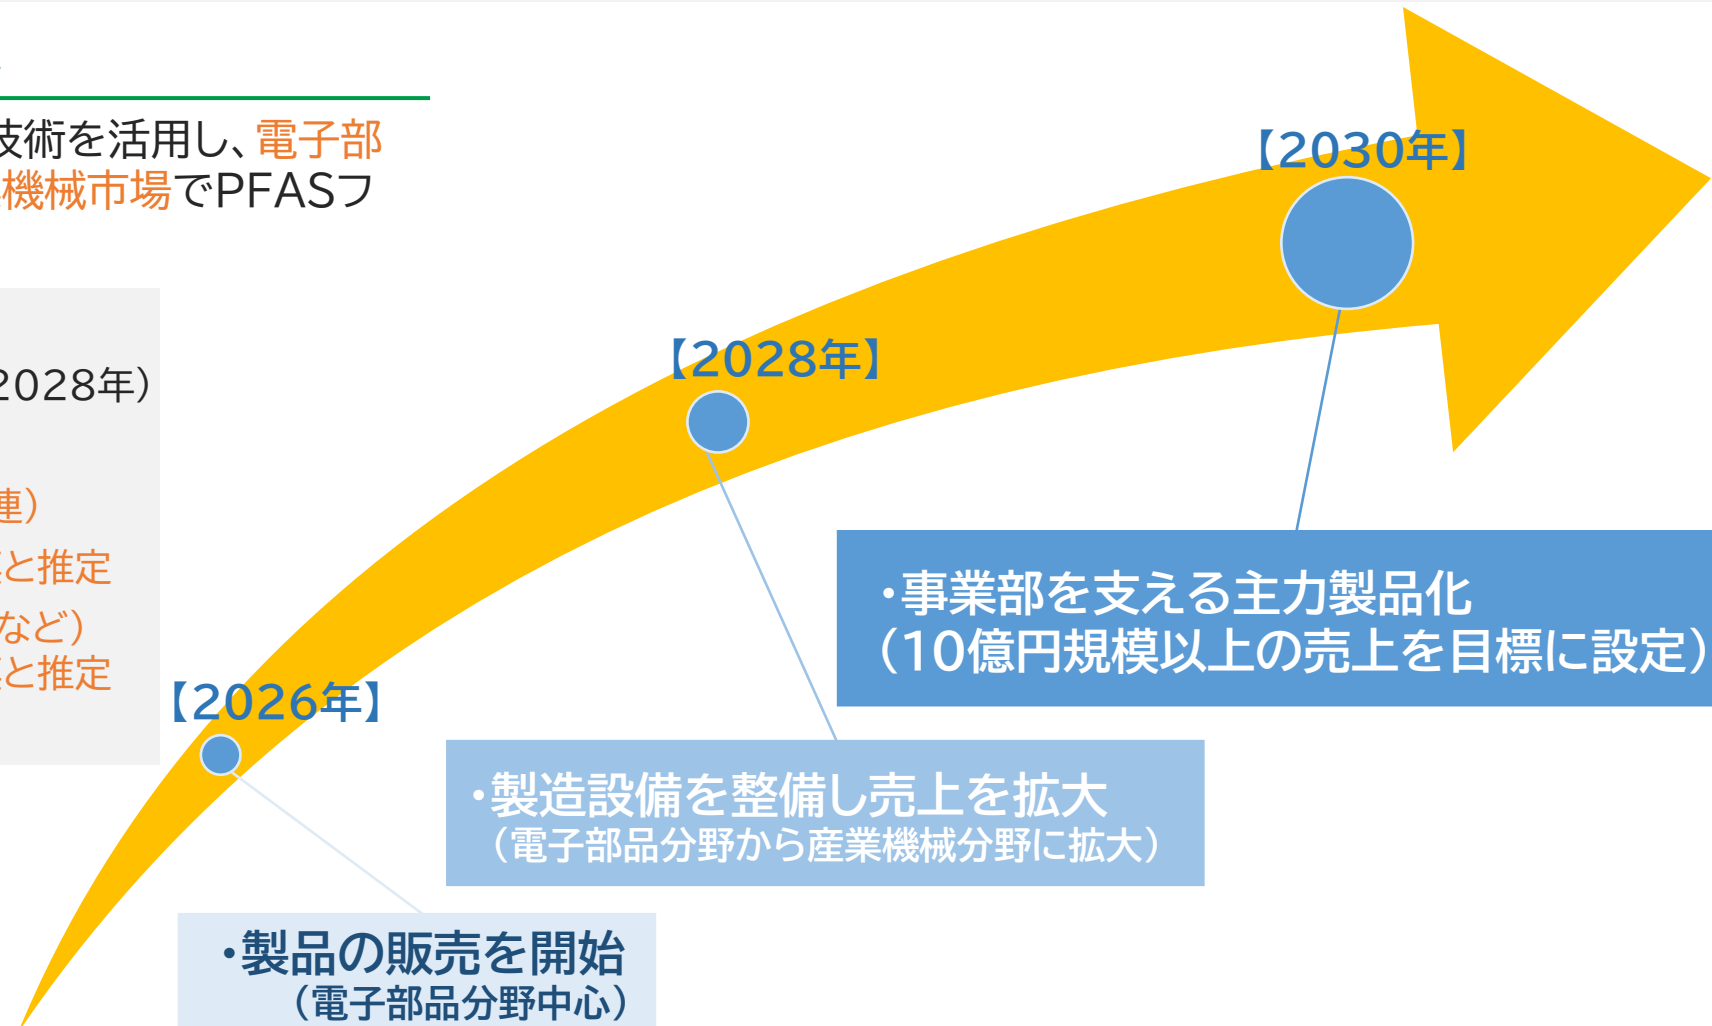 技術を活用し、電子部
機械市場でPFASフ
2028年）
連）
と推定
など）
と推定
【2030年】
【2028年】
【2026年】
・事業部を支える主力製品化
（10億円規模以上の売上を目標に設定）
・製造設備を整備し売上を拡大
（電子部品分野から産業機械分野に拡大）
・製品の販売を開始
（電子部品分野中心）